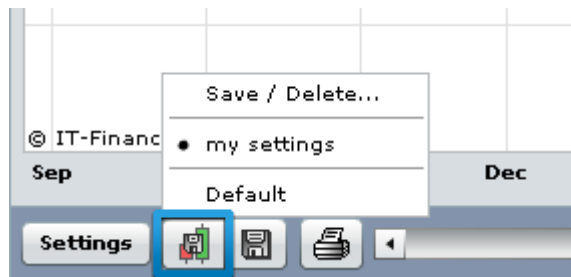 Save / Delete...
© IT-Financ
my settings
Sep
Dec
Default
Settings